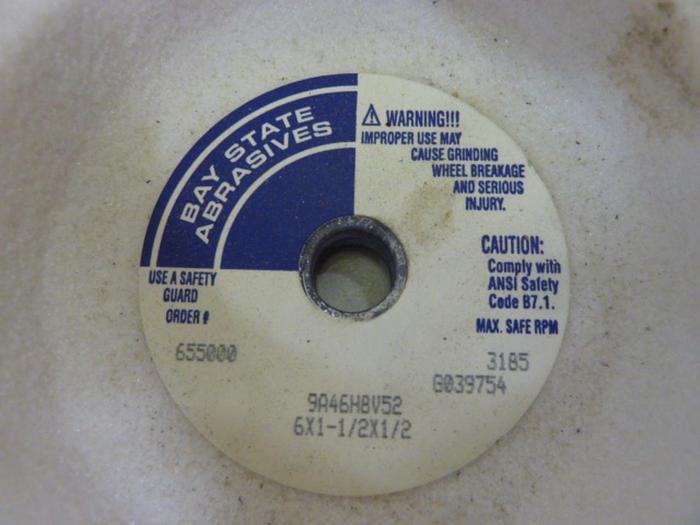 BAY STATE
ABRASIVES
WARNING!!!
IMPROPER USE MAY
CAUSE GRINDING
WHEEL BREAKAGE
AND SERIOUS
INJURY.
CAUTION:
Comply with
ANSI Safety
Code B7.1.
MAX. SAFE RPM
3185
G039754
USE A SAFETY
GUARD
ORDER #
655000
9A46H8V52
6X1-1/2X1/2